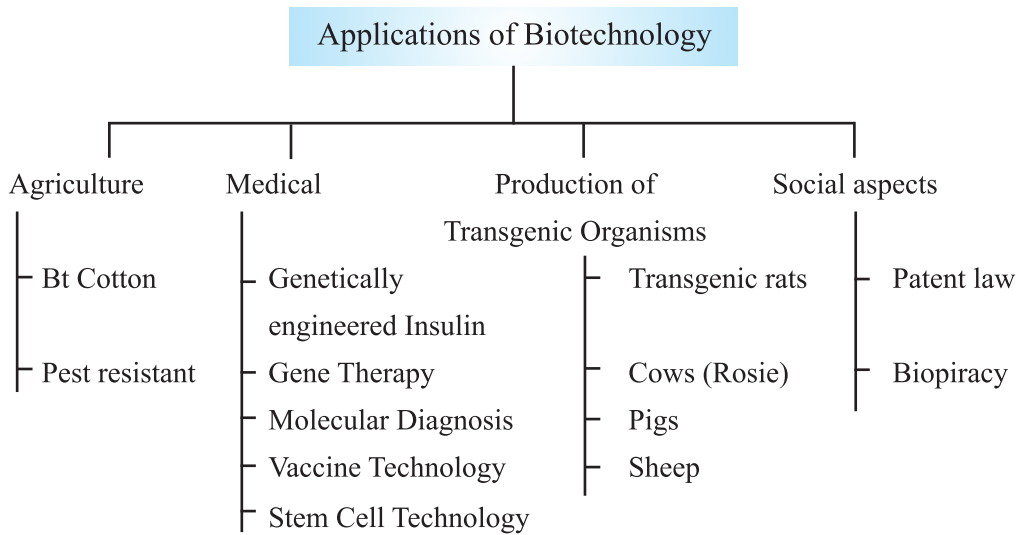 Applications of Biotechnology
Agriculture
Bt Cotton
Pest resistant
Medical
Genetically
engineered Insulin
Gene Therapy
Molecular Diagnosis
Vaccine Technology
Stem Cell Technology
Production of
Transgenic Organisms
Transgenic rats
Cows (Rosie)
Pigs
Sheep
Social aspects
Patent law
Biopiracy